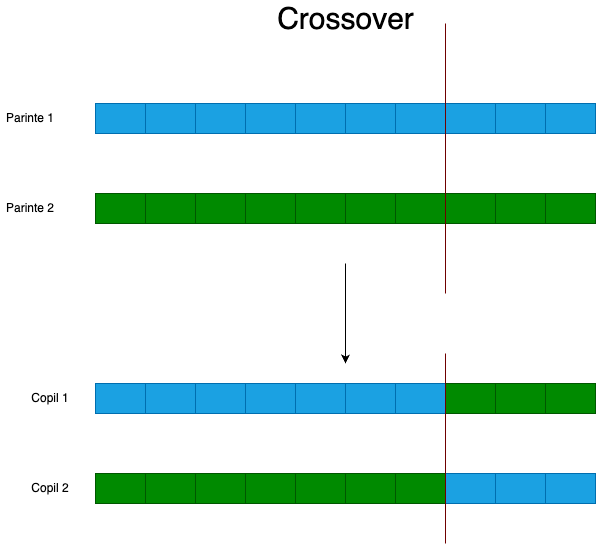 Crossover
Parinte 1
Parinte 2
Copil 1
Copil 2